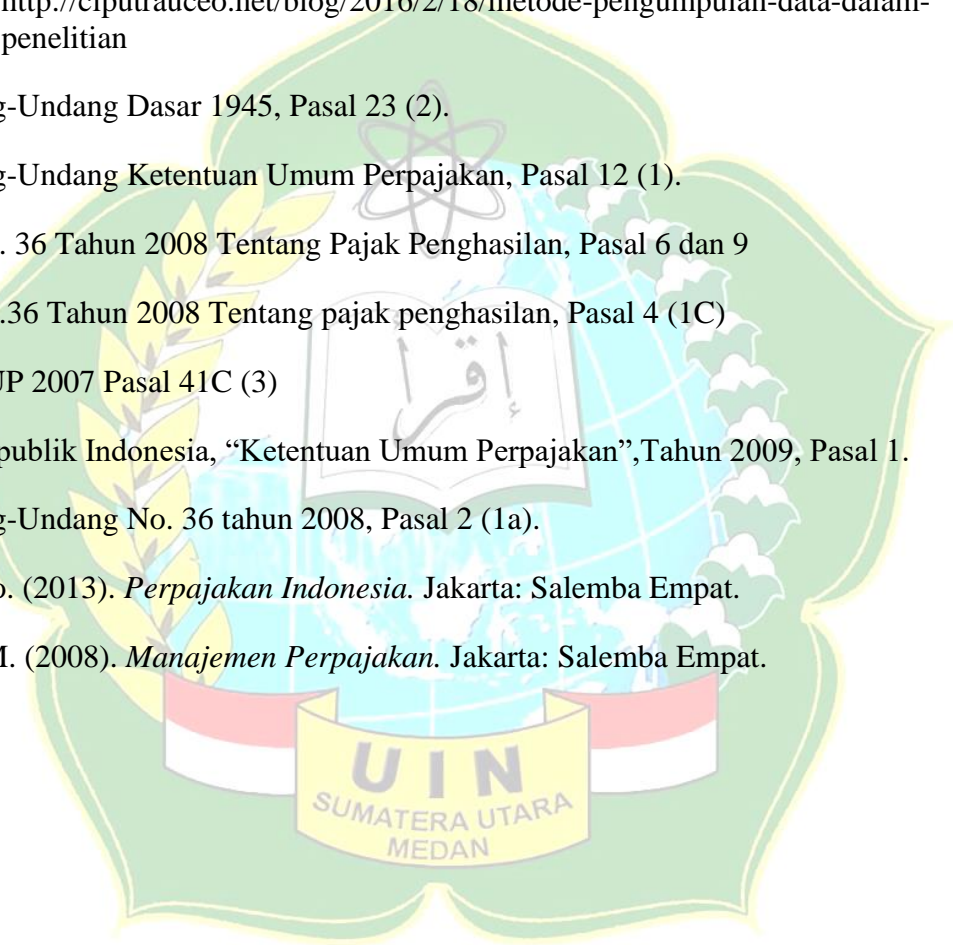 http://ciputrauceo.net/blog/2016/2/18/metode-pengumpulan-data-dalam-
penelitian
g-Undang Dasar 1945, Pasal 23 (2).
g-Undang Ketentuan Umum Perpajakan, Pasal 12 (1).
. 36 Tahun 2008 Tentang Pajak Penghasilan, Pasal 6 dan 9
.36 Tahun 2008 Tentang pajak penghasilan, Pasal 4 (1C)
UP 2007 Pasal 41C (3)
publik Indonesia, “Ketentuan Umum Perpajakan”,Tahun 2009, Pasal 1.
g-Undang No. 36 tahun 2008, Pasal 2 (1a).
o. (2013). Perpajakan Indonesia. Jakarta: Salemba Empat.
M. (2008). Manajemen Perpajakan. Jakarta: Salemba Empat.
إقرأ
UIN
SUMATERA UTARA
MEDAN